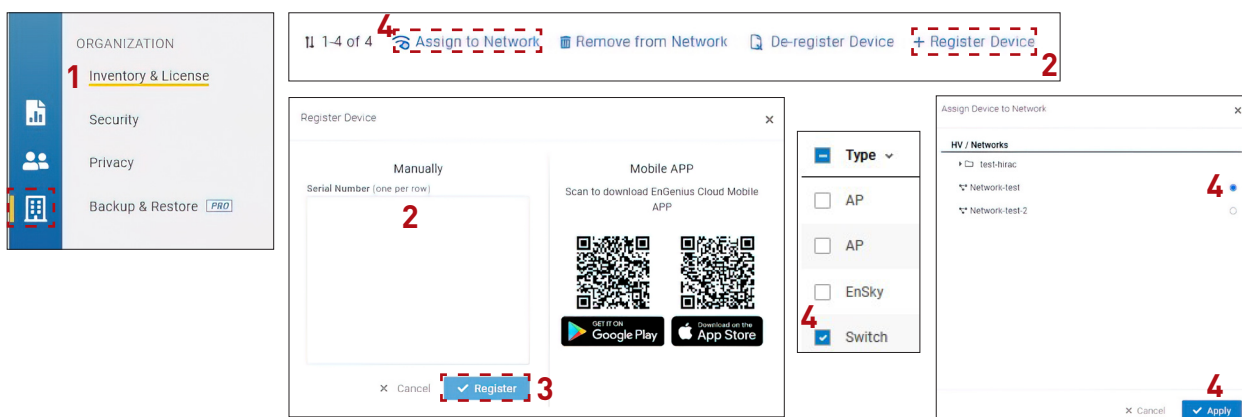 ORGANIZATION
1 Inventory & License
Security
Privacy
Backup & Restore PRO
1-4 of 4 4 Assign to Network Remove from Network De-register Device + Register Device 2
Register Device ×
Manually
Serial Number (one per row)
2
× Cancel ✓ Register 3
Mobile APP
Scan to download EnGenius Cloud Mobile
APP
GET IT ON
Google Play
Download on the
App Store
Type
AP
AP
EnSky
4 Switch
Assign Device to Network ×
HV / Networks
test-hirac
Network-test 4
Network-test-2
4
× Cancel ✓ Apply